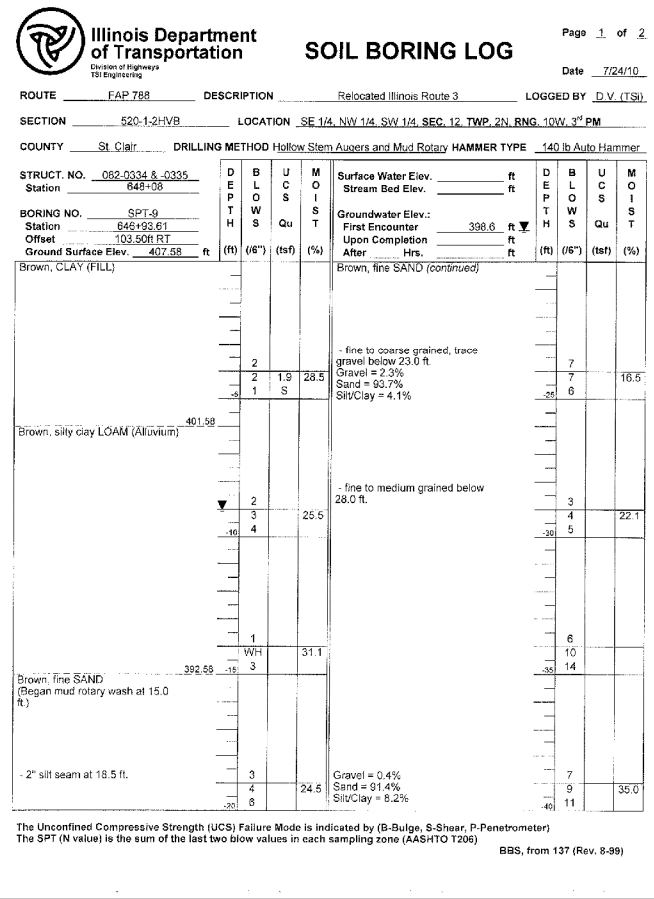 Illinois Department
of Transportation
Division of Highways
TSI Engineering
SOIL BORING LOG
Page 1 of 2
Date 7/24/10
ROUTE FAP 788 DESCRIPTION Relocated Illinois Route 3 LOGGED BY D.V. (TSi)
SECTION 520-1-2HVB LOCATION SE 1/4, NW 1/4, SW 1/4, SEC. 12, TWP. 2N, RNG. 10W, 3rd PM
COUNTY St. Clair DRILLING METHOD Hollow Stem Augers and Mud Rotary HAMMER TYPE 140 lb Auto Hammer
STRUCT. NO. 082-0334 & -0335
Station 648+08
BORING NO. SPT-9
Station 646+93.61
Offset 103.50ft RT
Ground Surface Elev. 407.58 ft
DEPTH (ft)
BLOWS (/6")
UCS Qu (tsf)
MOIST (%)
Surface Water Elev. ft
Stream Bed Elev. ft
Groundwater Elev.:
First Encounter 398.6 ft ▼
Upon Completion ft
After Hrs. ft
DEPTH (ft)
BLOWS (/6")
UCS Qu (tsf)
MOIST (%)
Brown, CLAY (FILL)
2
2 1.9 28.5
-5 1 S
401.58
Brown, silty clay LOAM (Alluvium)
▼ 2
3 25.5
-10 4
1
WH 31.1
392.58 -15 3
Brown, fine SAND
(Began mud rotary wash at 15.0
ft.)
- 2" silt seam at 18.5 ft. 3
4 24.5
-20 6
Brown, fine SAND (continued)
- fine to coarse grained, trace
gravel below 23.0 ft. 7
Gravel = 2.3% 7 16.5
Sand = 93.7%
Silt/Clay = 4.1% -25 6
- fine to medium grained below
28.0 ft. 3
4 22.1
-30 5
6
10
-35 14
Gravel = 0.4% 7
Sand = 91.4% 9 35.0
Silt/Clay = 8.2% -40 11
The Unconfined Compressive Strength (UCS) Failure Mode is indicated by (B-Bulge, S-Shear, P-Penetrometer)
The SPT (N value) is the sum of the last two blow values in each sampling zone (AASHTO T206)
BBS, from 137 (Rev. 8-99)